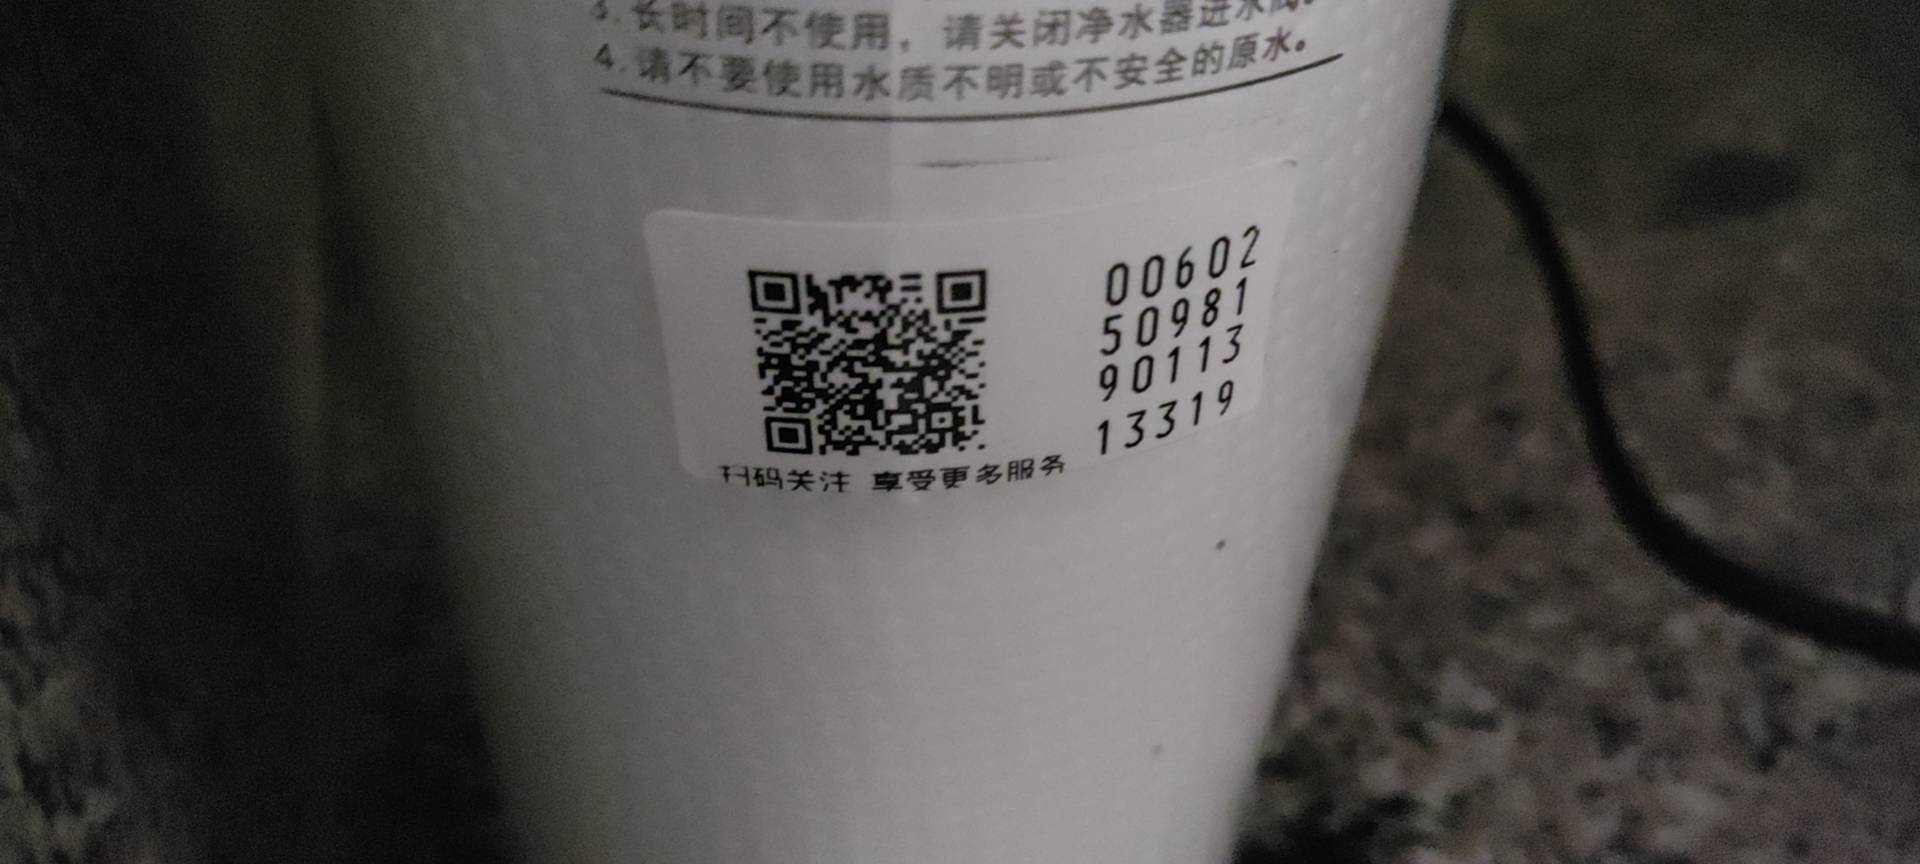 3.长时间不使用，请关闭净水器进水阀。
4.请不要使用水质不明或不安全的原水。
00602
50981
90113
13319
扫码关注 享受更多服务